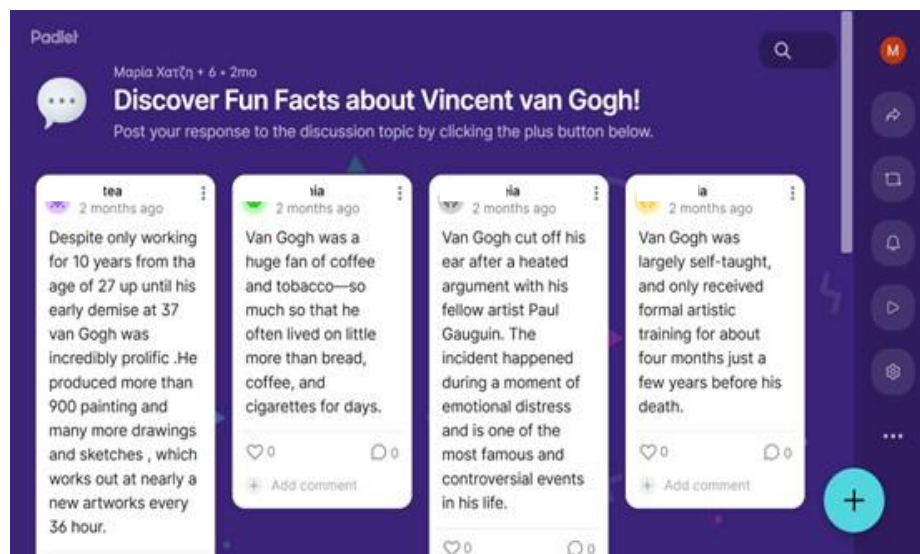 Padlet
Μαρία Χατζη + 6 • 2mo
Discover Fun Facts about Vincent van Gogh!
Post your response to the discussion topic by clicking the plus button below.
M
tea
2 months ago
Despite only working
for 10 years from tha
age of 27 up until his
early demise at 37
van Gogh was
incredibly prolific .He
produced more than
900 painting and
many more drawings
and sketches , which
works out at nearly a
new artworks every
36 hour.
ia
2 months ago
Van Gogh was a
huge fan of coffee
and tobacco—so
much so that he
often lived on little
more than bread,
coffee, and
cigarettes for days.
0 0
Add comment
2 months ago
Van Gogh cut off his
ear after a heated
argument with his
fellow artist Paul
Gauguin. The
incident happened
during a moment of
emotional distress
and is one of the
most famous and
controversial events
in his life.
0 0
ia
2 months ago
Van Gogh was
largely self-taught,
and only received
formal artistic
training for about
four months just a
few years before his
death.
0 0
Add comment